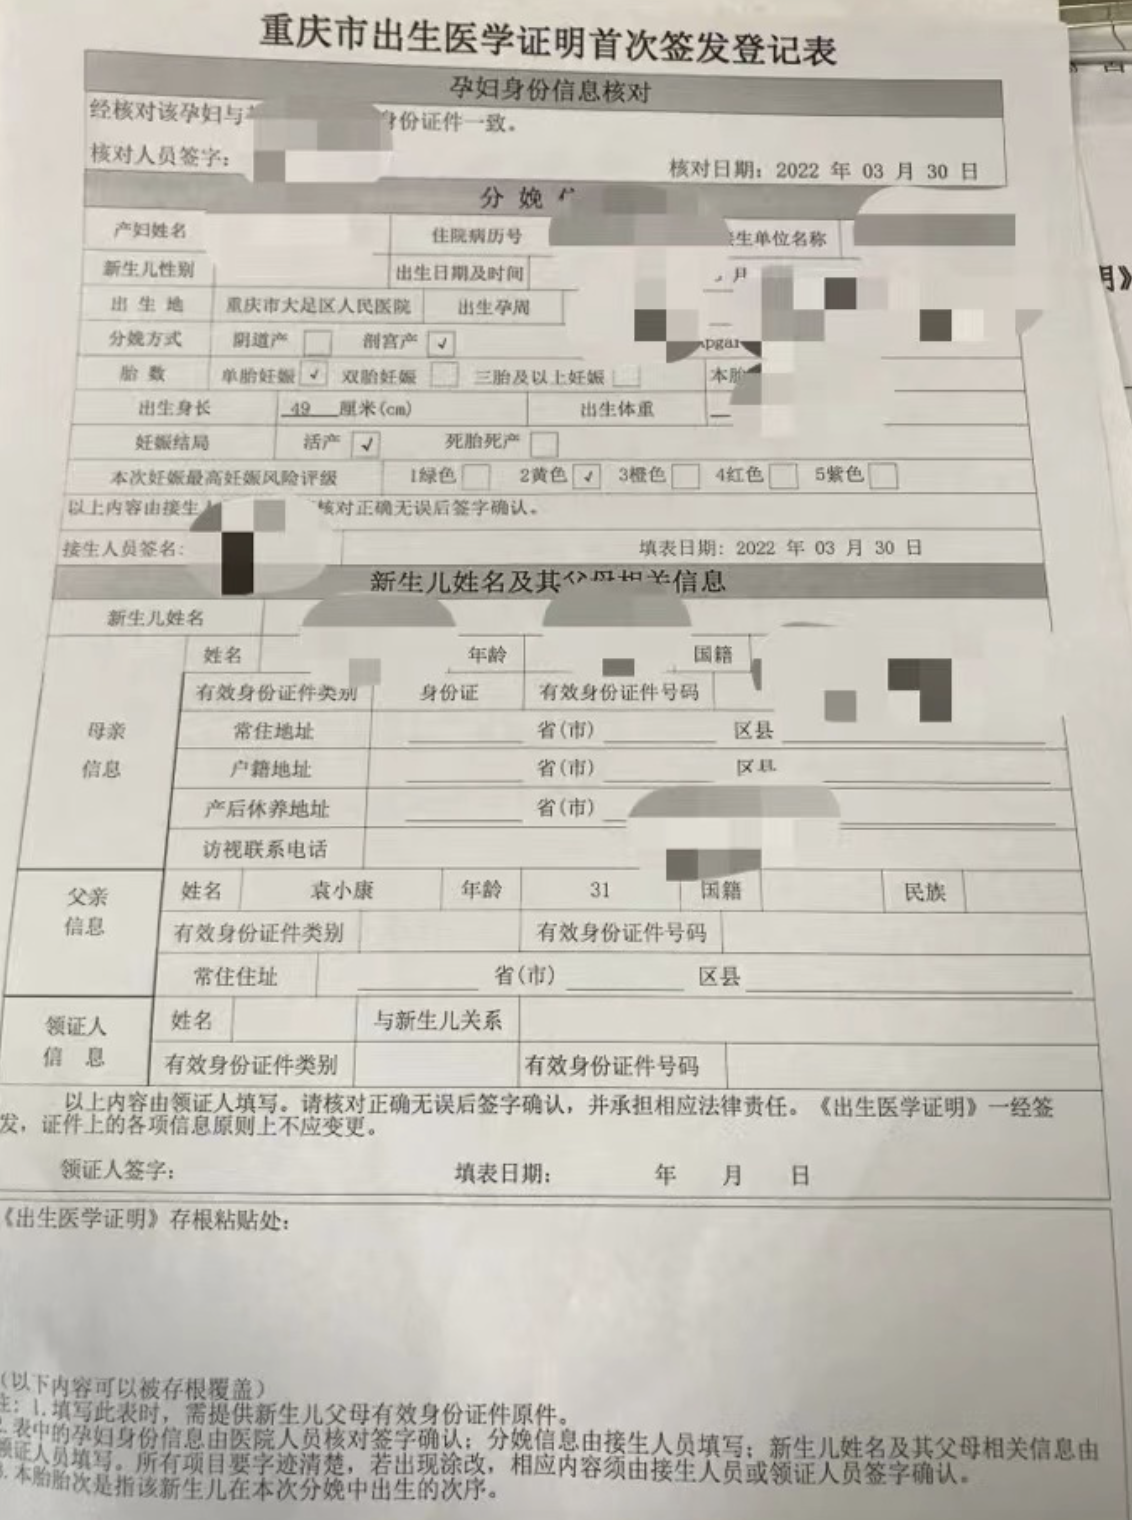 重庆市出生医学证明首次签发登记表
孕妇身份信息核对
经核对该孕妇与 身份证件一致。
核对人员签字: 核对日期: 2022 年 03 月 30 日
分 娩
产妇姓名 住院病历号 生单位名称
新生儿性别 出生日期及时间 月
出 生 地 重庆市大足区人民医院 出生孕周
分娩方式 阴道产 剖宫产 √ pgar
胎 数 单胎妊娠 √ 双胎妊娠 三胎及以上妊娠 本胎
出生身长 49 厘米(cm) 出生体重
妊娠结局 活产 √ 死胎死产
本次妊娠最高妊娠风险评级 1绿色 2黄色 √ 3橙色 4红色 5紫色
以上内容由接生 核对正确无误后签字确认。
接生人员签名: 填表日期: 2022 年 03 月 30 日
新生儿姓名及其父母相关信息
新生儿姓名
母亲信息
姓名 年龄 国籍
有效身份证件类别 身份证 有效身份证件号码
常住地址 省(市) 区县
户籍地址 省(市) 区县
产后休养地址 省(市)
访视联系电话
父亲信息
姓名 袁小康 年龄 31 国籍 民族
有效身份证件类别 有效身份证件号码
常住住址 省(市) 区县
领证人信 息
姓名 与新生儿关系
有效身份证件类别 有效身份证件号码
以上内容由领证人填写。请核对正确无误后签字确认，并承担相应法律责任。《出生医学证明》一经签
发，证件上的各项信息原则上不应变更。
领证人签字: 填表日期: 年 月 日
《出生医学证明》存根粘贴处:
(以下内容可以被存根覆盖)
注: 1.填写此表时，需提供新生儿父母有效身份证件原件。
2.表中的孕妇身份信息由医院人员核对签字确认；分娩信息由接生人员填写；新生儿姓名及其父母相关信息由
领证人员填写。所有项目要字迹清楚，若出现涂改，相应内容须由接生人员或领证人员签字确认。
3.本胎胎次是指该新生儿在本次分娩中出生的次序。